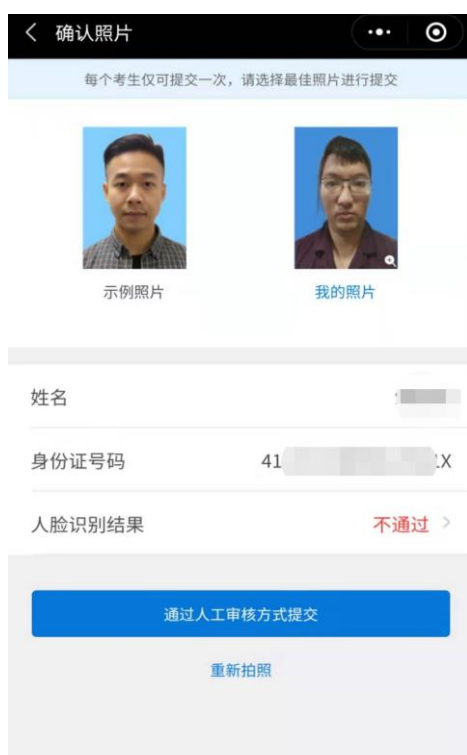 确认照片
每个考生仅可提交一次，请选择最佳照片进行提交
示例照片 我的照片
姓名
身份证号码 41 1X
人脸识别结果 不通过
通过人工审核方式提交
重新拍照